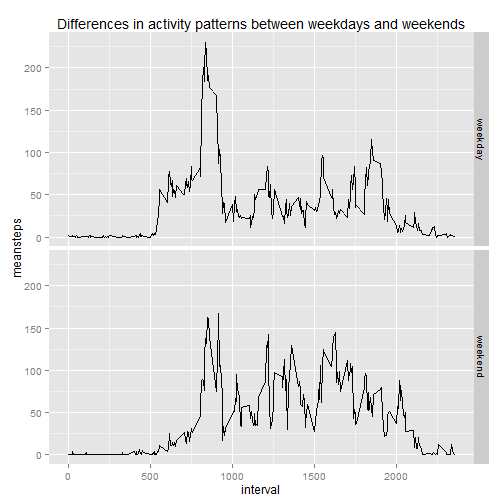 Differences in activity patterns between weekdays and weekends
meansteps
200
150
100
50
0
weekday
200
150
100
50
0
weekend
0 500 1000 1500 2000
interval